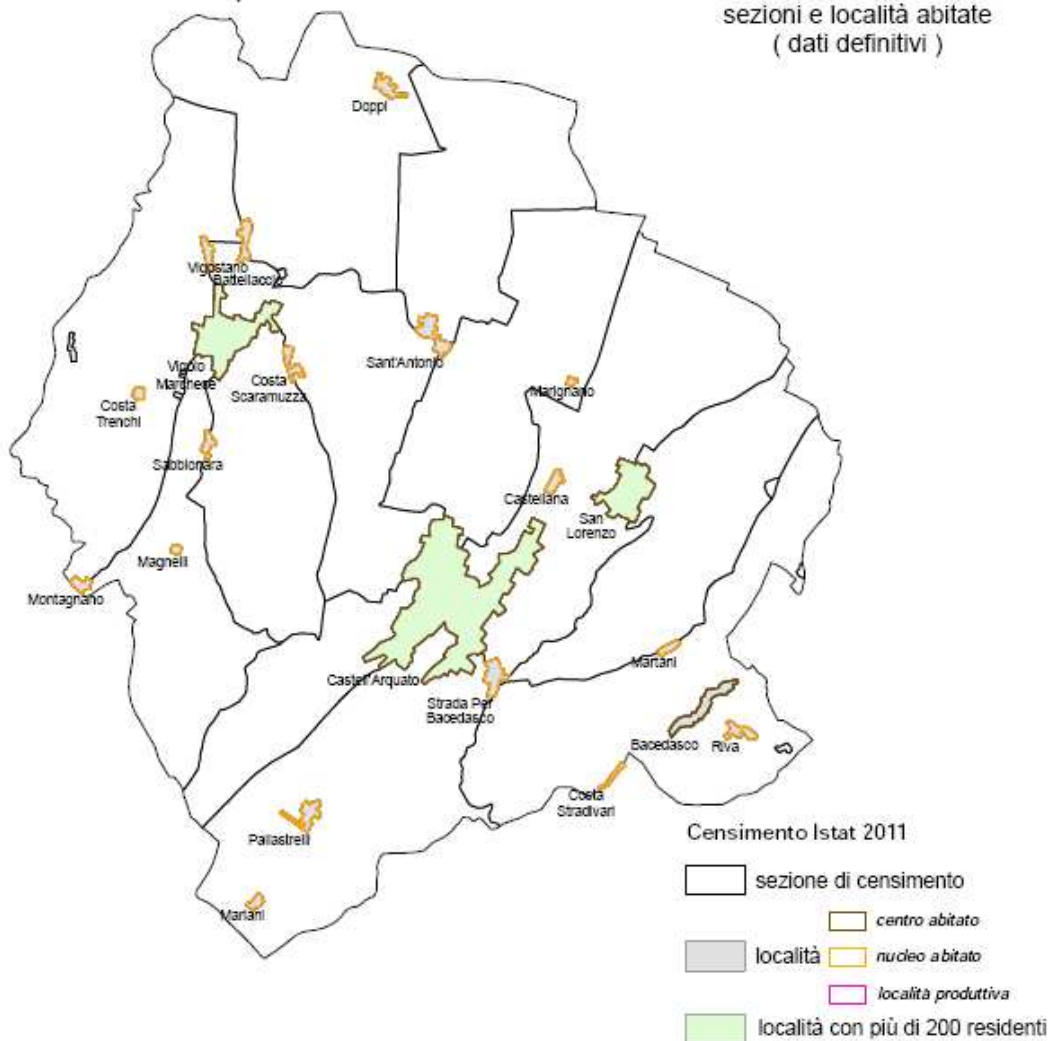 sezioni e località abitate
( dati definitivi )
Doppi
Vigostano
Battellaccio
Sant'Antonio
Vigolo
Marchese
Costa
Scaramuzza
Marignano
Costa
Trenchi
Sabbionara
Castellana
San
Lorenzo
Magnelli
Montagnano
Castell'Arquato
Martani
Strada Per
Bacedasco
Bacedasco
Riva
Costa
Stradivari
Pallastrelli
Mariani
Censimento Istat 2011
sezione di censimento
centro abitato
località
nucleo abitato
località produttiva
località con più di 200 residenti